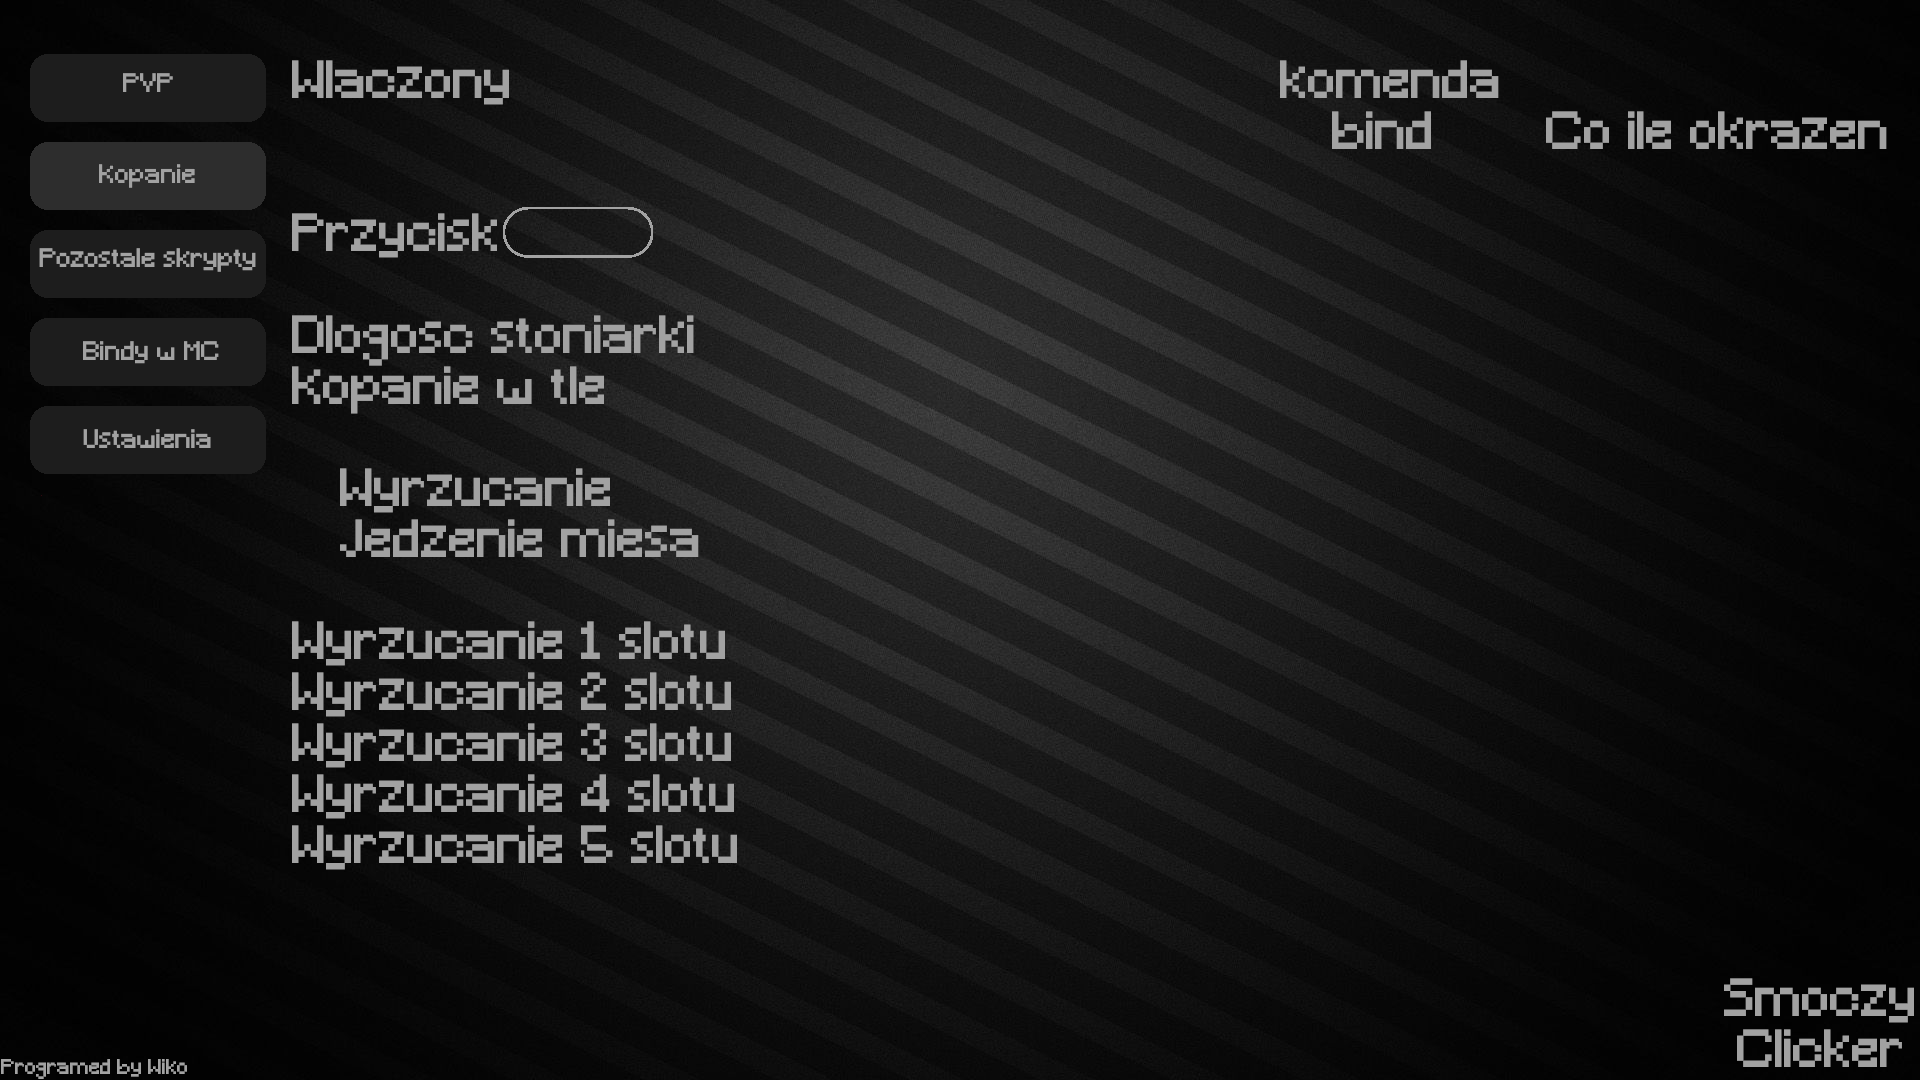 PVP
Kopanie
Pozostale skrypty
Bindy w MC
Ustawienia
Wlaczony
Przycisk
Dlogosc stoniarki
Kopanie w tle
Wyrzucanie
Jedzenie miesa
Wyrzucanie 1 slotu
Wyrzucanie 2 slotu
Wyrzucanie 3 slotu
Wyrzucanie 4 slotu
Wyrzucanie 5 slotu
komenda
bind
Co ile okrazen
Smoczy
Clicker
Programed by Wiko